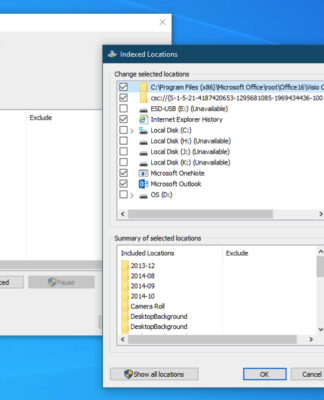 Exclude
ced
Pause
Indexed Locations
Change selected locations
C:\Program Files (x86)\Microsoft Office\root\Office16\Visio C
csc://{S-1-5-21-4187420653-1295681085-1969434436-100
ESD-USB (E:) (Unavailable)
Internet Explorer History
Local Disk (C:)
Local Disk (H:) (Unavailable)
Local Disk (J:) (Unavailable)
Local Disk (K:) (Unavailable)
Microsoft OneNote
Microsoft Outlook
OS (D:)
Summary of selected locations
Included Locations
Exclude
2013-12
2014-08
2014-09
2014-10
Camera Roll
DesktopBackground
DesktopBackground
Show all locations
OK
Cancel